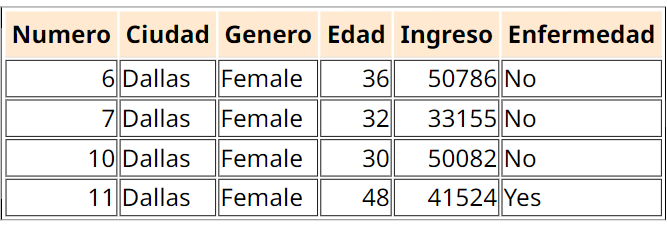 Numero Ciudad Genero Edad Ingreso Enfermedad
6 Dallas Female 36 50786 No
7 Dallas Female 32 33155 No
10 Dallas Female 30 50082 No
11 Dallas Female 48 41524 Yes